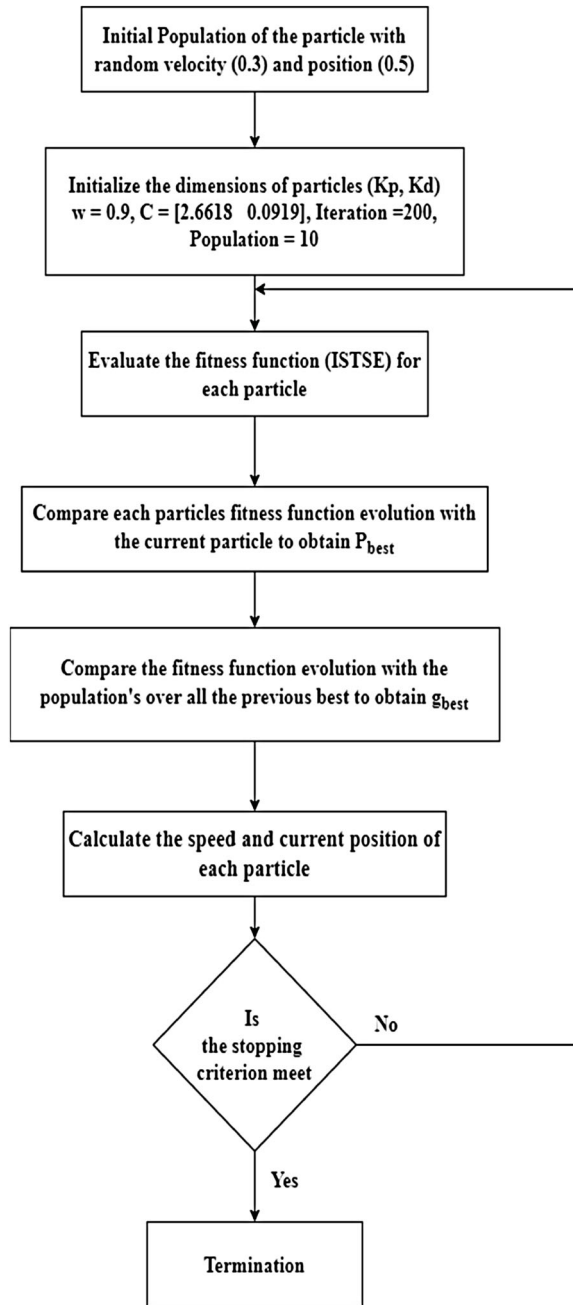 Initial Population of the particle with
random velocity (0.3) and position (0.5)
Initialize the dimensions of particles (Kp, Kd)
w = 0.9, C = [2.6618 0.0919], Iteration =200,
Population = 10
Evaluate the fitness function (ISTSE) for
each particle
Compare each particles fitness function evolution with
the current particle to obtain Pbest
Compare the fitness function evolution with the
population's over all the previous best to obtain gbest
Calculate the speed and current position of
each particle
Is
the stopping
criterion meet
No
Yes
Termination